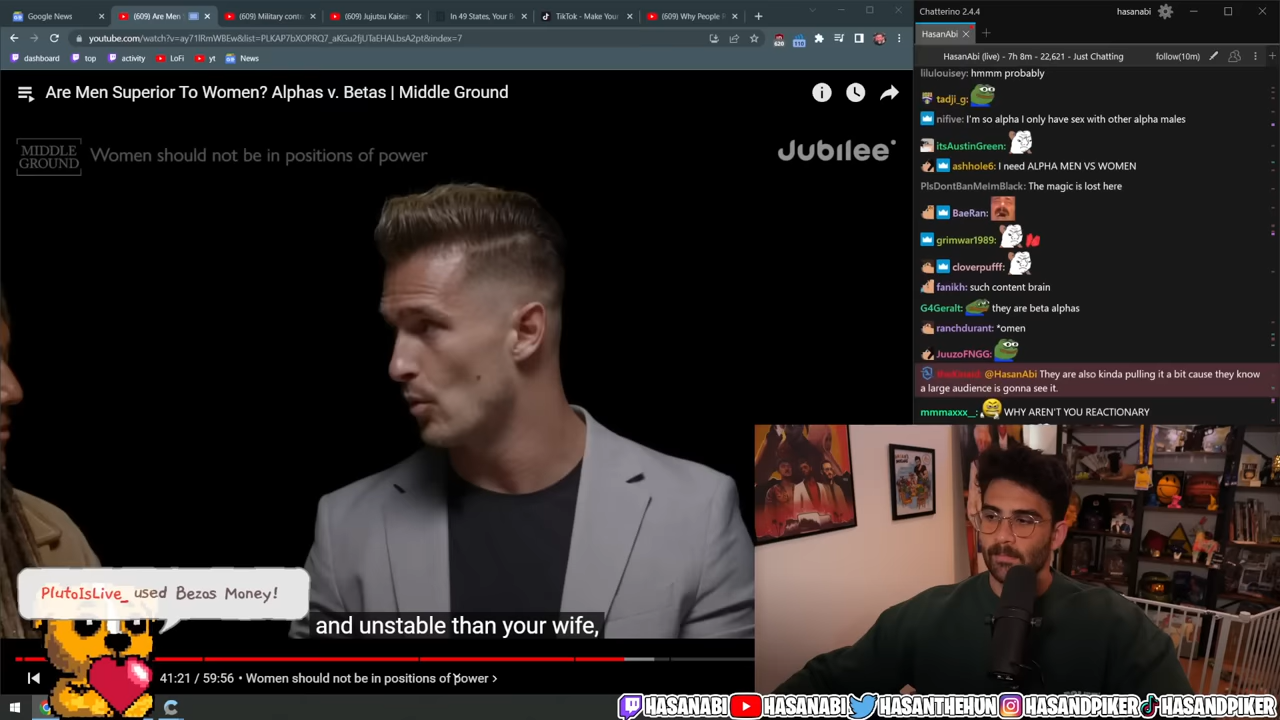 Google News
(609) Are Men
(609) Military contr
(609) Jujutsu Kaisen
In 49 States, Your B
TikTok - Make Your
(609) Why People F
Chatterino 2.4.4
hasanabi
HasanAbi
youtube.com/watch?v=ay71lRmWBEw&list=PLKAP7bXOPRQ7_aKGu2fjUTaEHALbsA2pt&index=7
dashboard
top
activity
LoFi
yt
News
HasanAbi (live) - 7h 8m - 22,621 - Just Chatting
follow(10m)
Are Men Superior To Women? Alphas v. Betas | Middle Ground
MIDDLE
GROUND
Women should not be in positions of power
Jubilee
lilulouisey: hmmm probably
tadji_g:
nifive: I'm so alpha I only have sex with other alpha males
itsAustinGreen:
ashhole6: I need ALPHA MEN VS WOMEN
PlsDontBanMeImBlack: The magic is lost here
BaeRan:
grimwar1989:
cloverpufff:
fanikh: such content brain
G4Geralt: they are beta alphas
ranchdurant: *omen
JuuzoFNGG:
@HasanAbi They are also kinda pulling it a bit cause they know
a large audience is gonna see it.
mmmaxxx__: WHY AREN'T YOU REACTIONARY
PlutoIsLive_ used Bezos Money!
and unstable than your wife,
41:21 / 59:56 · Women should not be in positions of power
HASANABI
HASANABI
HASANTHEHUN
HASANDPIKER
HASANDPIKER